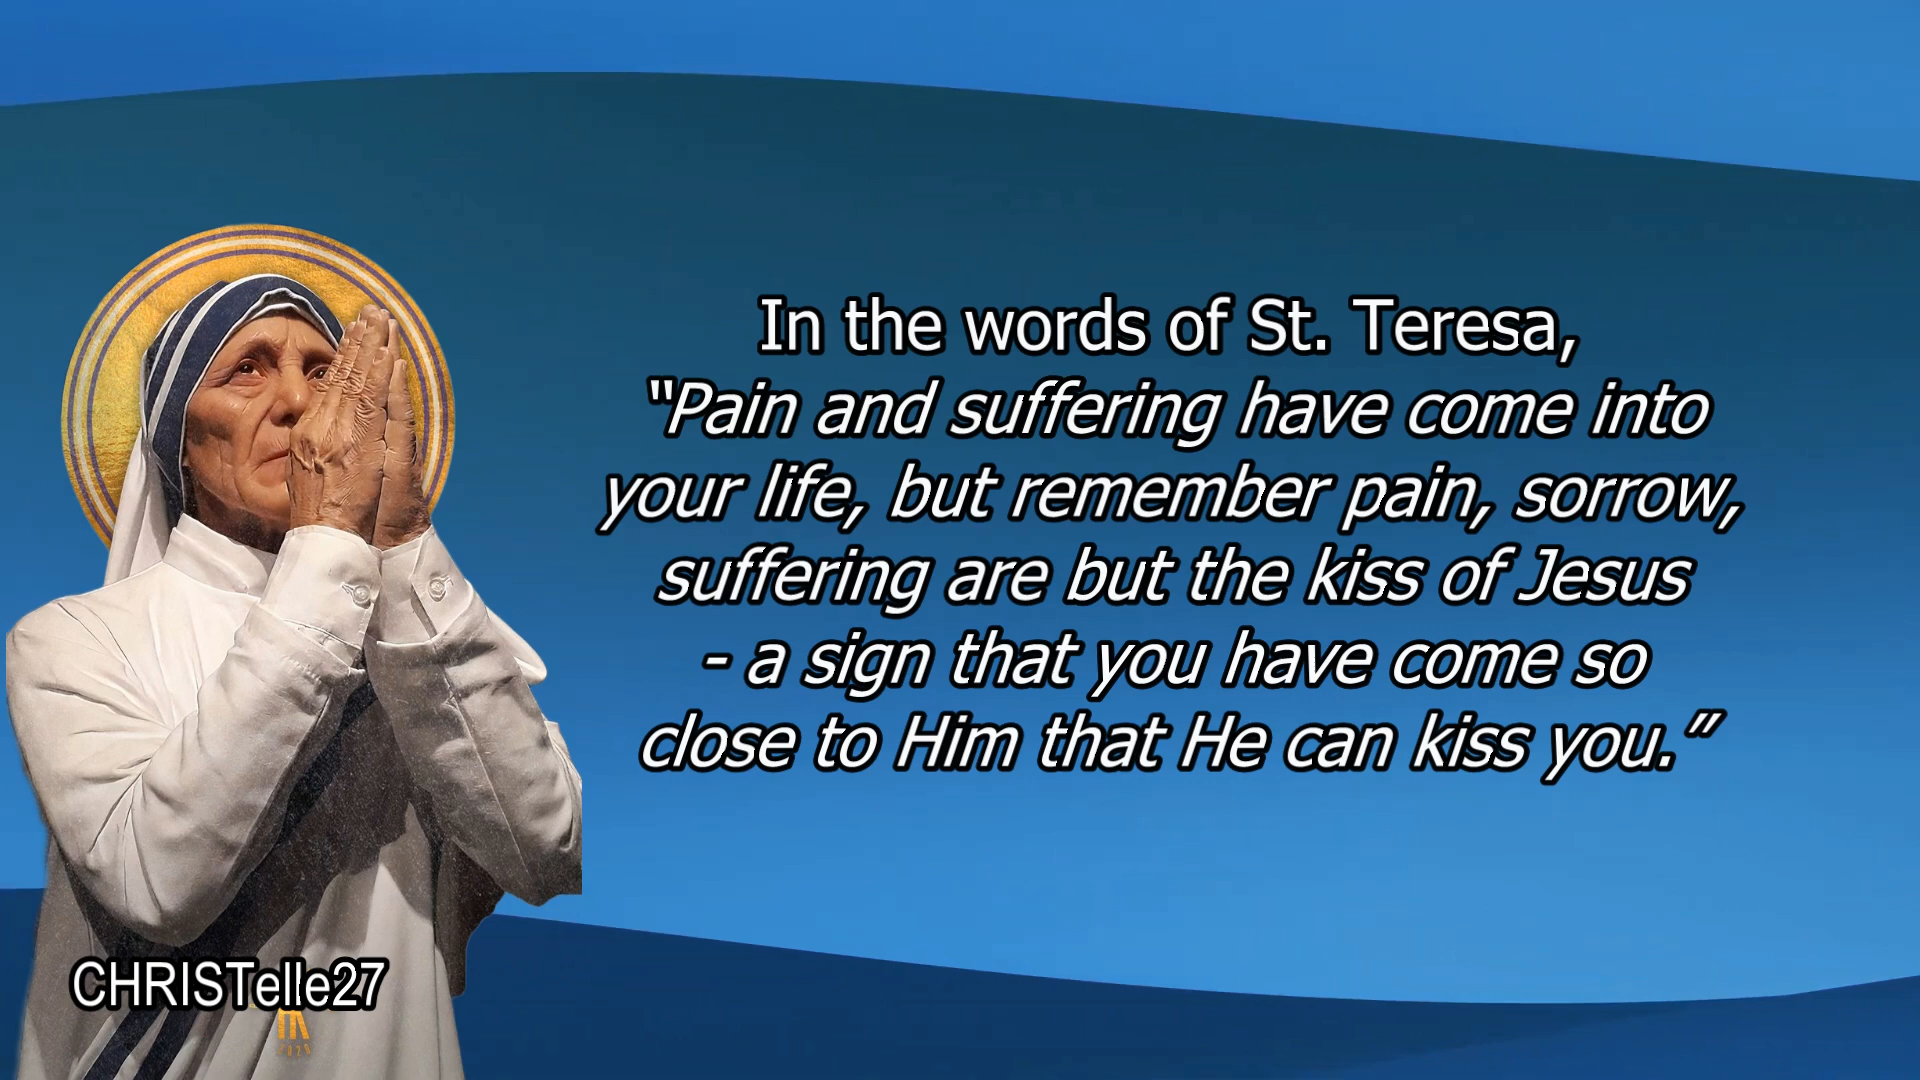 In the words of St. Teresa,
“Pain and suffering have come into
your life, but remember pain, sorrow,
suffering are but the kiss of Jesus
- a sign that you have come so
close to Him that He can kiss you.”
CHRISTelle27